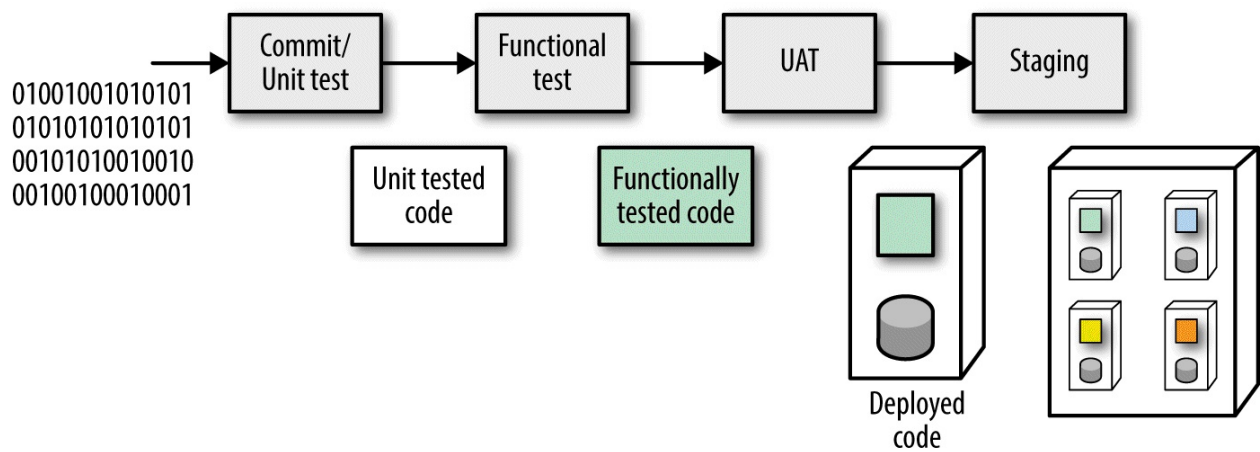 Commit/
Unit test
Functional
test
UAT
Staging
01001001010101
01010101010101
00101010010010
00100100010001
Unit tested
code
Functionally
tested code
Deployed
code